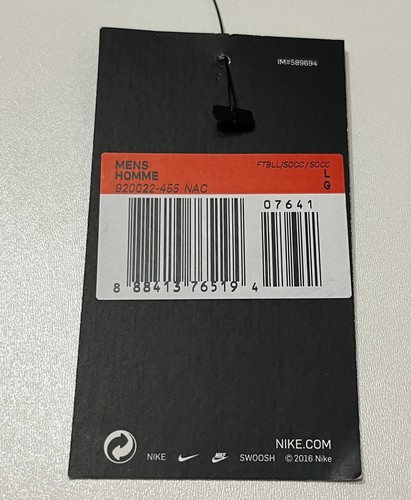 IM#589694
MENS FTBLL/SOCC/SOCC
HOMME L
920022-455 NAC G
07641
8 88413 76519 4
NIKE.COM
NIKE SWOOSH © 2016 Nike